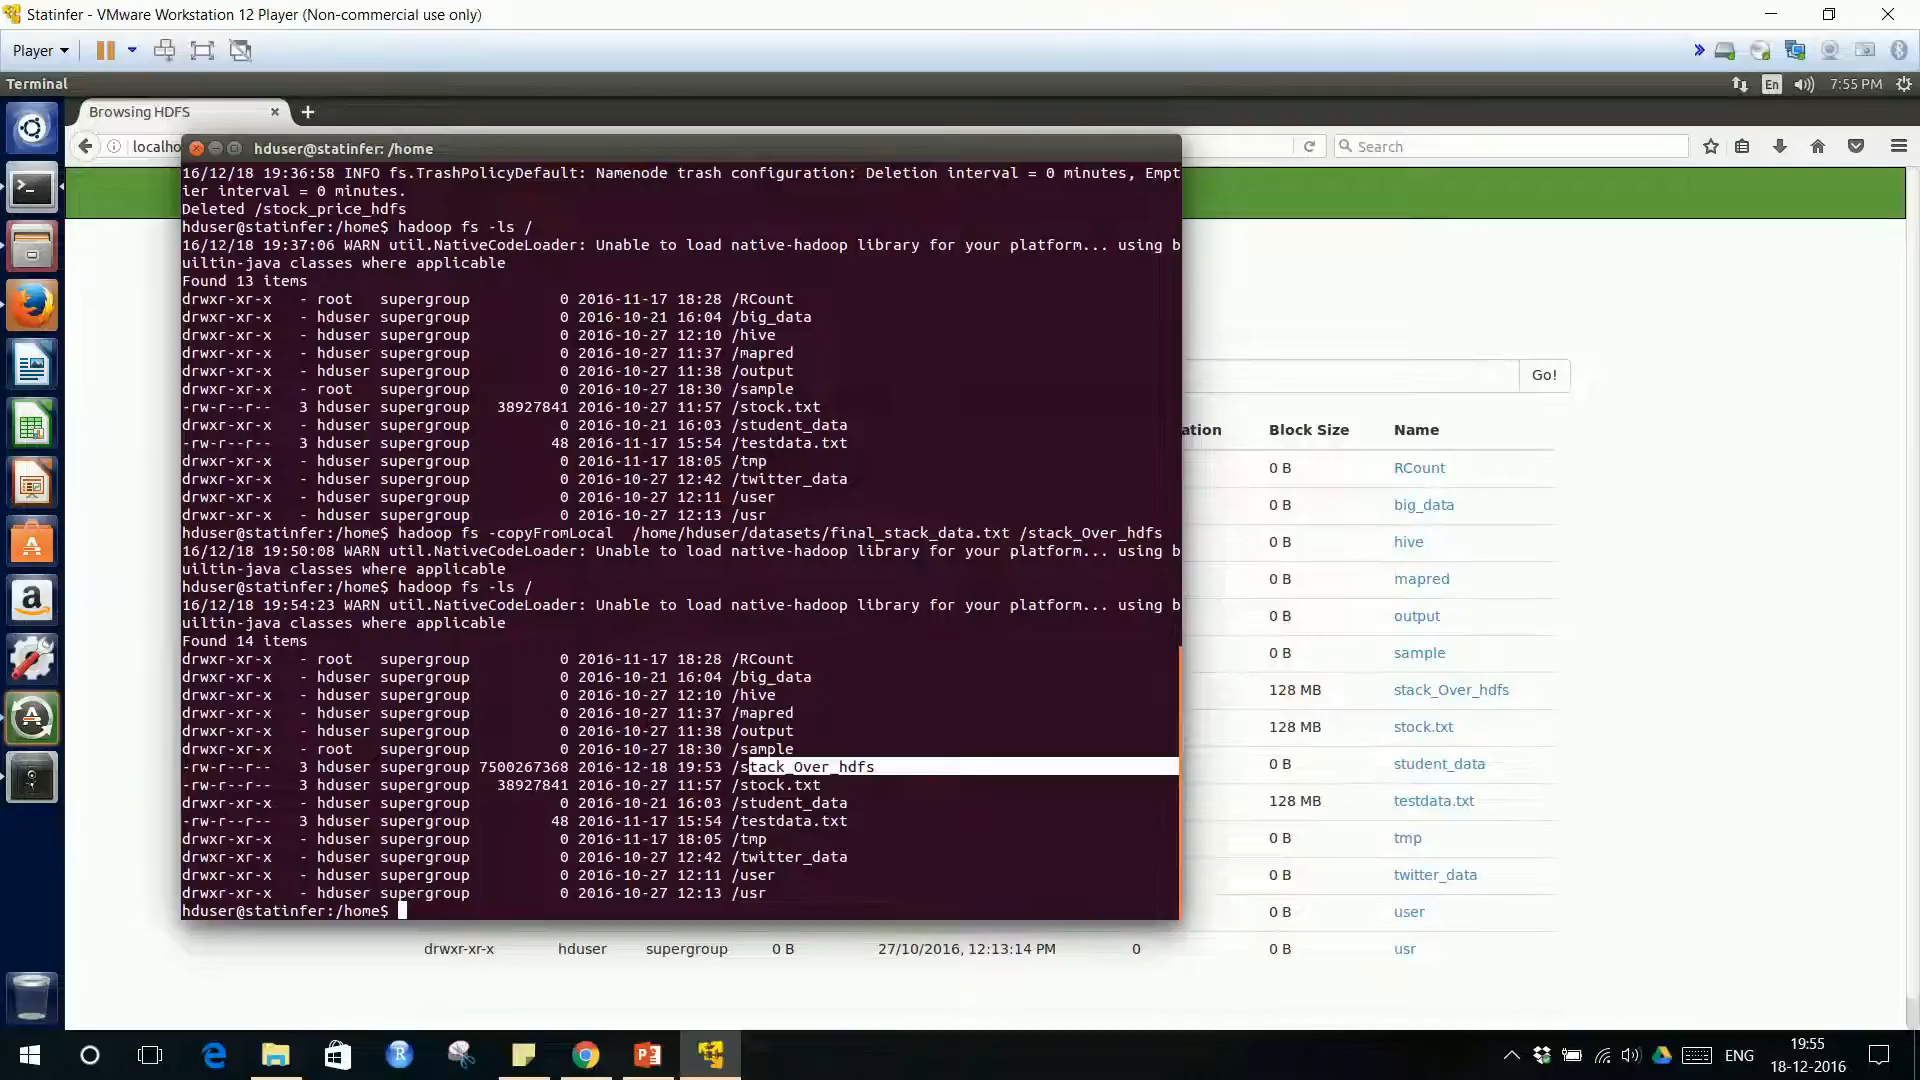 Statinfer - VMware Workstation 12 Player (Non-commercial use only)
Player
Terminal
En
7:55 PM
Browsing HDFS
localho
Search
hduser@statinfer: /home
16/12/18 19:36:58 INFO fs.TrashPolicyDefault: Namenode trash configuration: Deletion interval = 0 minutes, Empt
ier interval = 0 minutes.
Deleted /stock_price_hdfs
hduser@statinfer:/home$ hadoop fs -ls /
16/12/18 19:37:06 WARN util.NativeCodeLoader: Unable to load native-hadoop library for your platform... using b
uiltin-java classes where applicable
Found 13 items
drwxr-xr-x   - root   supergroup          0 2016-11-17 18:28 /RCount
drwxr-xr-x   - hduser supergroup          0 2016-10-21 16:04 /big_data
drwxr-xr-x   - hduser supergroup          0 2016-10-27 12:10 /hive
drwxr-xr-x   - hduser supergroup          0 2016-10-27 11:37 /mapred
drwxr-xr-x   - hduser supergroup          0 2016-10-27 11:38 /output
drwxr-xr-x   - root   supergroup          0 2016-10-27 18:30 /sample
-rw-r--r--   3 hduser supergroup   38927841 2016-10-27 11:57 /stock.txt
drwxr-xr-x   - hduser supergroup          0 2016-10-21 16:03 /student_data
-rw-r--r--   3 hduser supergroup         48 2016-11-17 15:54 /testdata.txt
drwxr-xr-x   - hduser supergroup          0 2016-11-17 18:05 /tmp
drwxr-xr-x   - hduser supergroup          0 2016-10-27 12:42 /twitter_data
drwxr-xr-x   - hduser supergroup          0 2016-10-27 12:11 /user
drwxr-xr-x   - hduser supergroup          0 2016-10-27 12:13 /usr
hduser@statinfer:/home$ hadoop fs -copyFromLocal  /home/hduser/datasets/final_stack_data.txt /stack_Over_hdfs
16/12/18 19:50:08 WARN util.NativeCodeLoader: Unable to load native-hadoop library for your platform... using b
uiltin-java classes where applicable
hduser@statinfer:/home$ hadoop fs -ls /
16/12/18 19:54:23 WARN util.NativeCodeLoader: Unable to load native-hadoop library for your platform... using b
uiltin-java classes where applicable
Found 14 items
drwxr-xr-x   - root   supergroup          0 2016-11-17 18:28 /RCount
drwxr-xr-x   - hduser supergroup          0 2016-10-21 16:04 /big_data
drwxr-xr-x   - hduser supergroup          0 2016-10-27 12:10 /hive
drwxr-xr-x   - hduser supergroup          0 2016-10-27 11:37 /mapred
drwxr-xr-x   - hduser supergroup          0 2016-10-27 11:38 /output
drwxr-xr-x   - root   supergroup          0 2016-10-27 18:30 /sample
-rw-r--r--   3 hduser supergroup 7500267368 2016-12-18 19:53 /stack_Over_hdfs
-rw-r--r--   3 hduser supergroup   38927841 2016-10-27 11:57 /stock.txt
drwxr-xr-x   - hduser supergroup          0 2016-10-21 16:03 /student_data
-rw-r--r--   3 hduser supergroup         48 2016-11-17 15:54 /testdata.txt
drwxr-xr-x   - hduser supergroup          0 2016-11-17 18:05 /tmp
drwxr-xr-x   - hduser supergroup          0 2016-10-27 12:42 /twitter_data
drwxr-xr-x   - hduser supergroup          0 2016-10-27 12:11 /user
drwxr-xr-x   - hduser supergroup          0 2016-10-27 12:13 /usr
hduser@statinfer:/home$
Go!
ation Block Size Name
0 B RCount
0 B big_data
0 B hive
0 B mapred
0 B output
0 B sample
128 MB stack_Over_hdfs
128 MB stock.txt
0 B student_data
128 MB testdata.txt
0 B tmp
0 B twitter_data
0 B user
drwxr-xr-x hduser supergroup 0 B 27/10/2016, 12:13:14 PM 0 0 B usr
ENG
19:55
18-12-2016